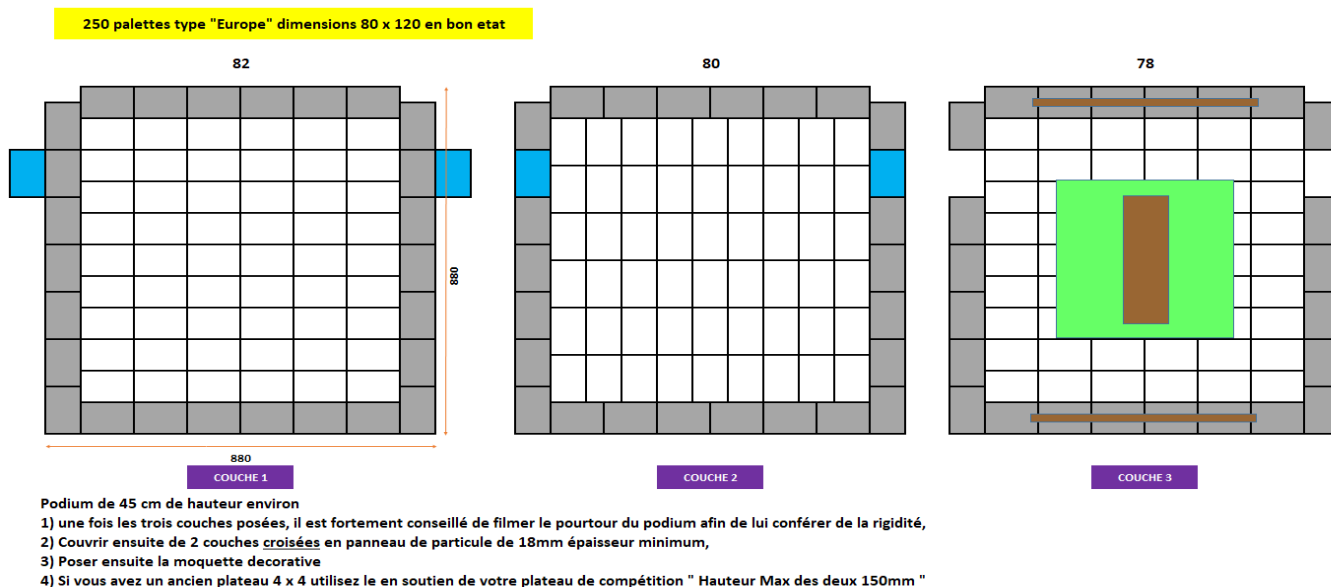 250 palettes type "Europe" dimensions 80 x 120 en bon etat
82
80
78
880
880
COUCHE 1
COUCHE 2
COUCHE 3
Podium de 45 cm de hauteur environ
1) une fois les trois couches posées, il est fortement conseillé de filmer le pourtour du podium afin de lui conférer de la rigidité,
2) Couvrir ensuite de 2 couches croisées en panneau de particule de 18mm épaisseur minimum,
3) Poser ensuite la moquette decorative
4) Si vous avez un ancien plateau 4 x 4 utilisez le en soutien de votre plateau de compétition " Hauteur Max des deux 150mm "